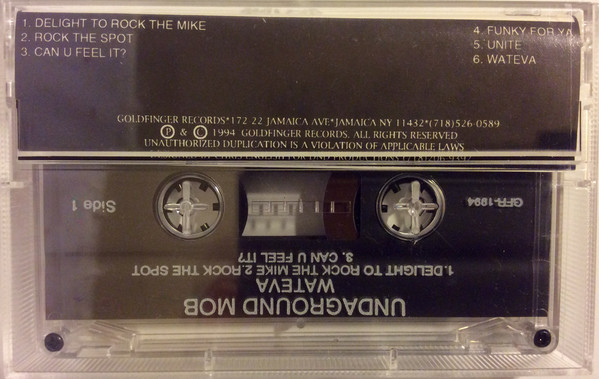 1. DELIGHT TO ROCK THE MIKE
2. ROCK THE SPOT
3. CAN U FEEL IT?
4. FUNKY FOR YA
5. UNITE
6. WATEVA
GOLDFINGER RECORDS*172 22 JAMAICA AVE*JAMAICA NY 11432*(718)526-0589
Ⓟ & © 1994 GOLDFINGER RECORDS. ALL RIGHTS RESERVED
UNAUTHORIZED DUPLICATION IS A VIOLATION OF APPLICABLE LAWS
UNDAGROUND MOB
WATEVA
1.DELIGHT TO ROCK THE MIKE 2.ROCK THE SPOT
3. CAN U FEEL IT?
Side 1
GFR-1994